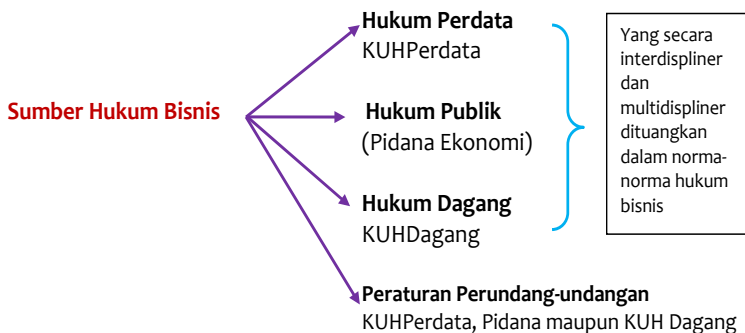 Sumber Hukum Bisnis
Hukum Perdata
KUHPerdata
Hukum Publik
(Pidana Ekonomi)
Hukum Dagang
KUHDagang
Peraturan Perundang-undangan
KUHPerdata, Pidana maupun KUH Dagang
Yang secara
interdispliner
dan
multidispliner
dituangkan
dalam norma-
norma hukum
bisnis